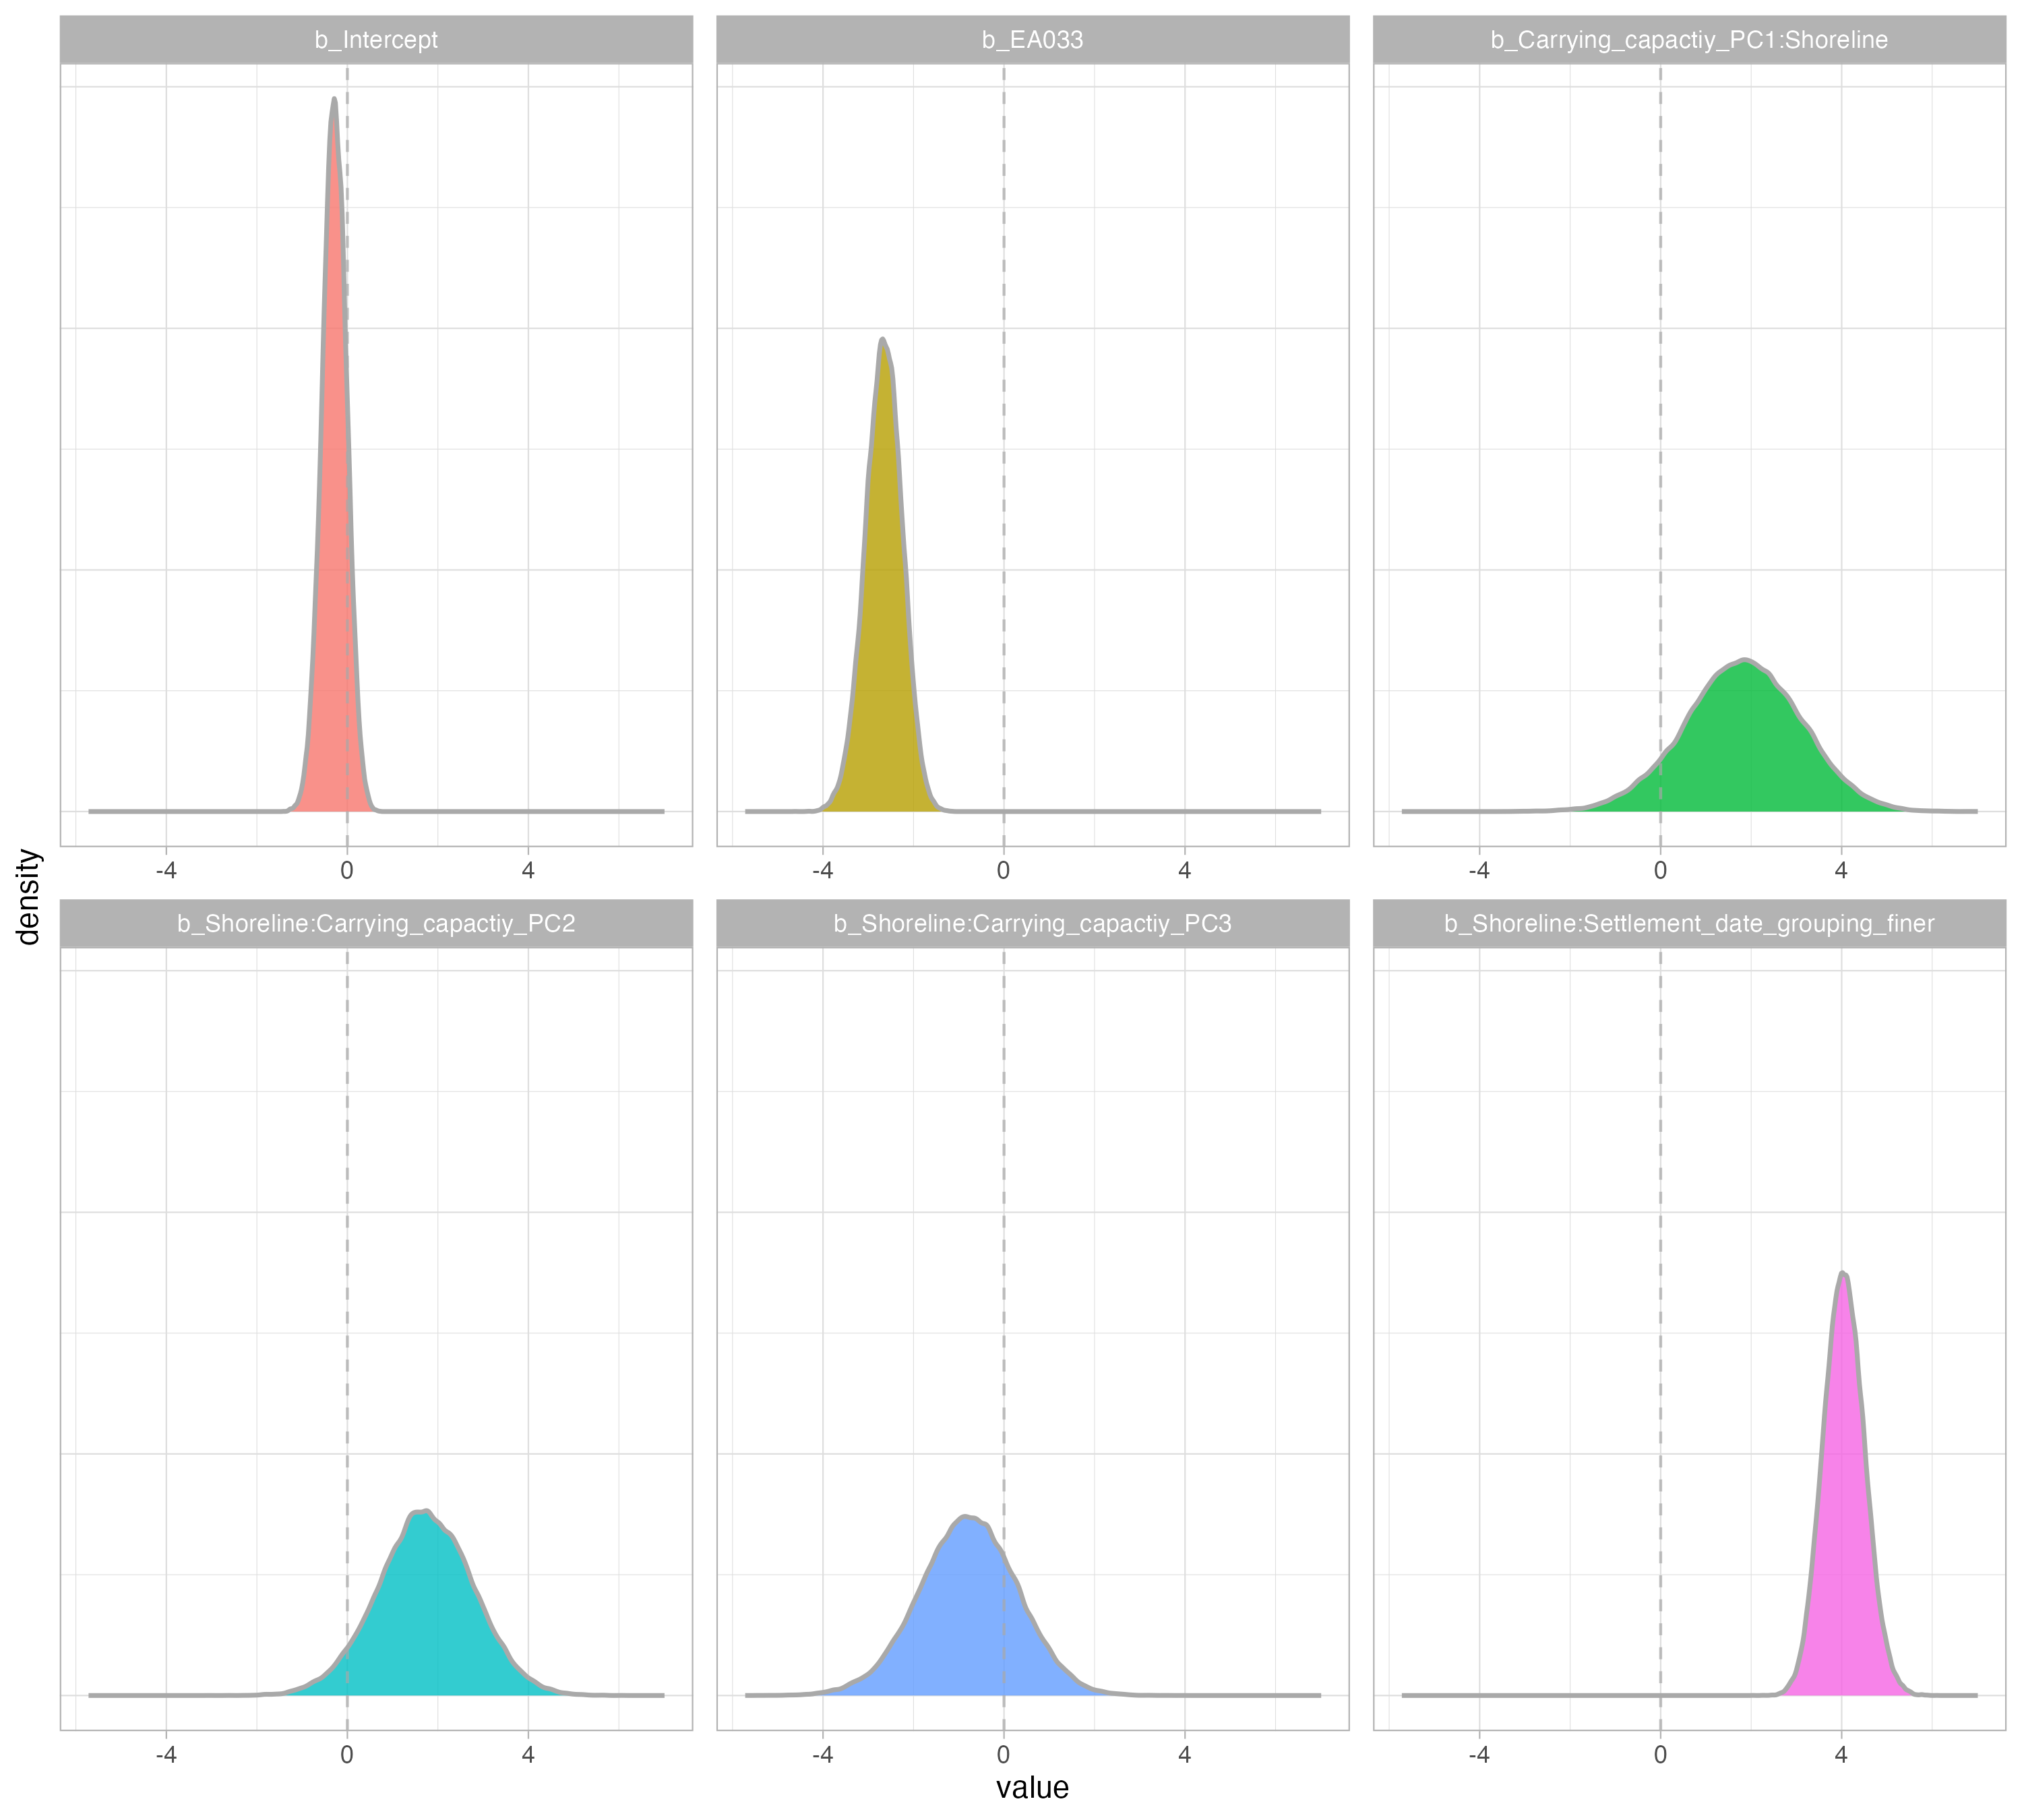 b_Intercept
b_EA033
b_Carrying_capactiy_PC1:Shoreline
-4 0 4
-4 0 4
-4 0 4
density
b_Shoreline:Carrying_capactiy_PC2
b_Shoreline:Carrying_capactiy_PC3
b_Shoreline:Settlement_date_grouping_finer
-4 0 4
-4 0 4
-4 0 4
value